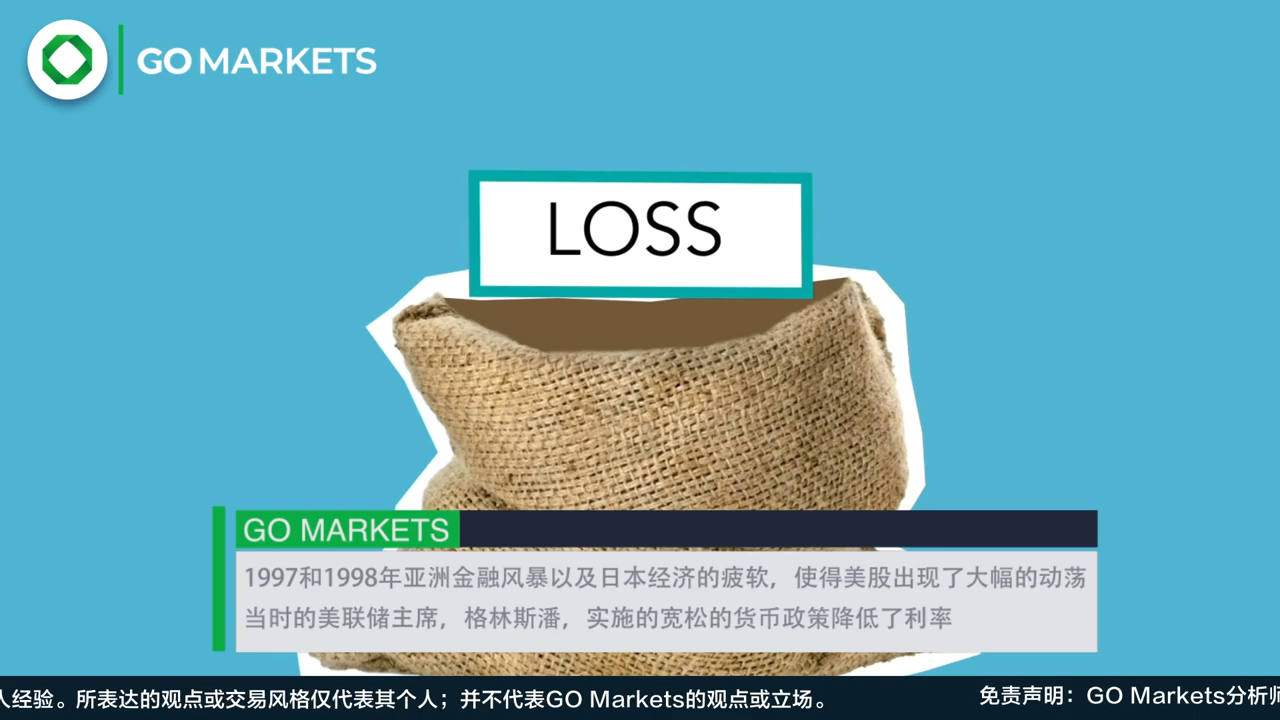 GO MARKETS
LOSS
GO MARKETS
1997和1998年亚洲金融风暴以及日本经济的疲软，使得美股出现了大幅的动荡
当时的美联储主席，格林斯潘，实施的宽松的货币政策降低了利率
人经验。所表达的观点或交易风格仅代表其个人；并不代表GO Markets的观点或立场。 免责声明：GO Markets分析师